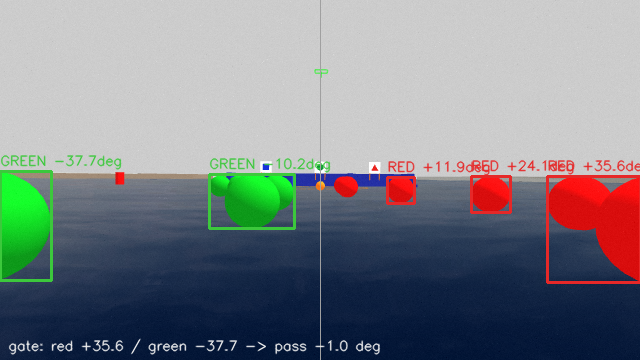 GREEN -37.7deg
GREEN -10.2deg
RED +11.9deg
RED +24.1deg
RED +35.6deg
gate: red +35.6 / green -37.7 -> pass -1.0 deg